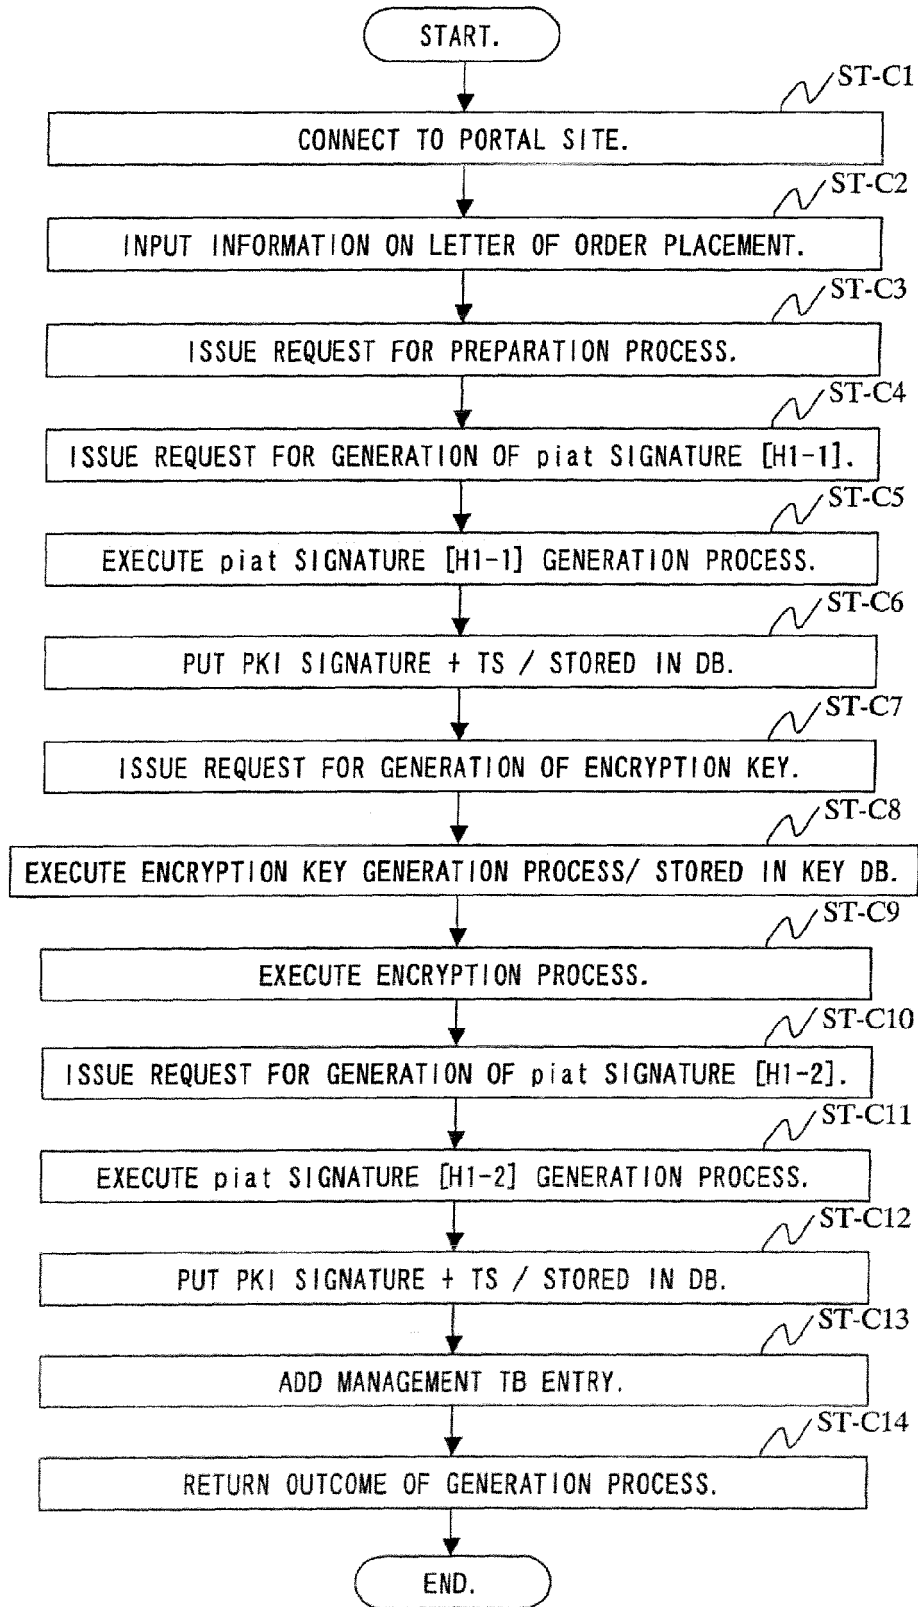 START.
ST-C1
CONNECT TO PORTAL SITE.
ST-C2
INPUT INFORMATION ON LETTER OF ORDER PLACEMENT.
ST-C3
ISSUE REQUEST FOR PREPARATION PROCESS.
ST-C4
ISSUE REQUEST FOR GENERATION OF piat SIGNATURE [H1-1].
ST-C5
EXECUTE piat SIGNATURE [H1-1] GENERATION PROCESS.
ST-C6
PUT PKI SIGNATURE + TS / STORED IN DB.
ST-C7
ISSUE REQUEST FOR GENERATION OF ENCRYPTION KEY.
ST-C8
EXECUTE ENCRYPTION KEY GENERATION PROCESS/ STORED IN KEY DB.
ST-C9
EXECUTE ENCRYPTION PROCESS.
ST-C10
ISSUE REQUEST FOR GENERATION OF piat SIGNATURE [H1-2].
ST-C11
EXECUTE piat SIGNATURE [H1-2] GENERATION PROCESS.
ST-C12
PUT PKI SIGNATURE + TS / STORED IN DB.
ST-C13
ADD MANAGEMENT TB ENTRY.
ST-C14
RETURN OUTCOME OF GENERATION PROCESS.
END.